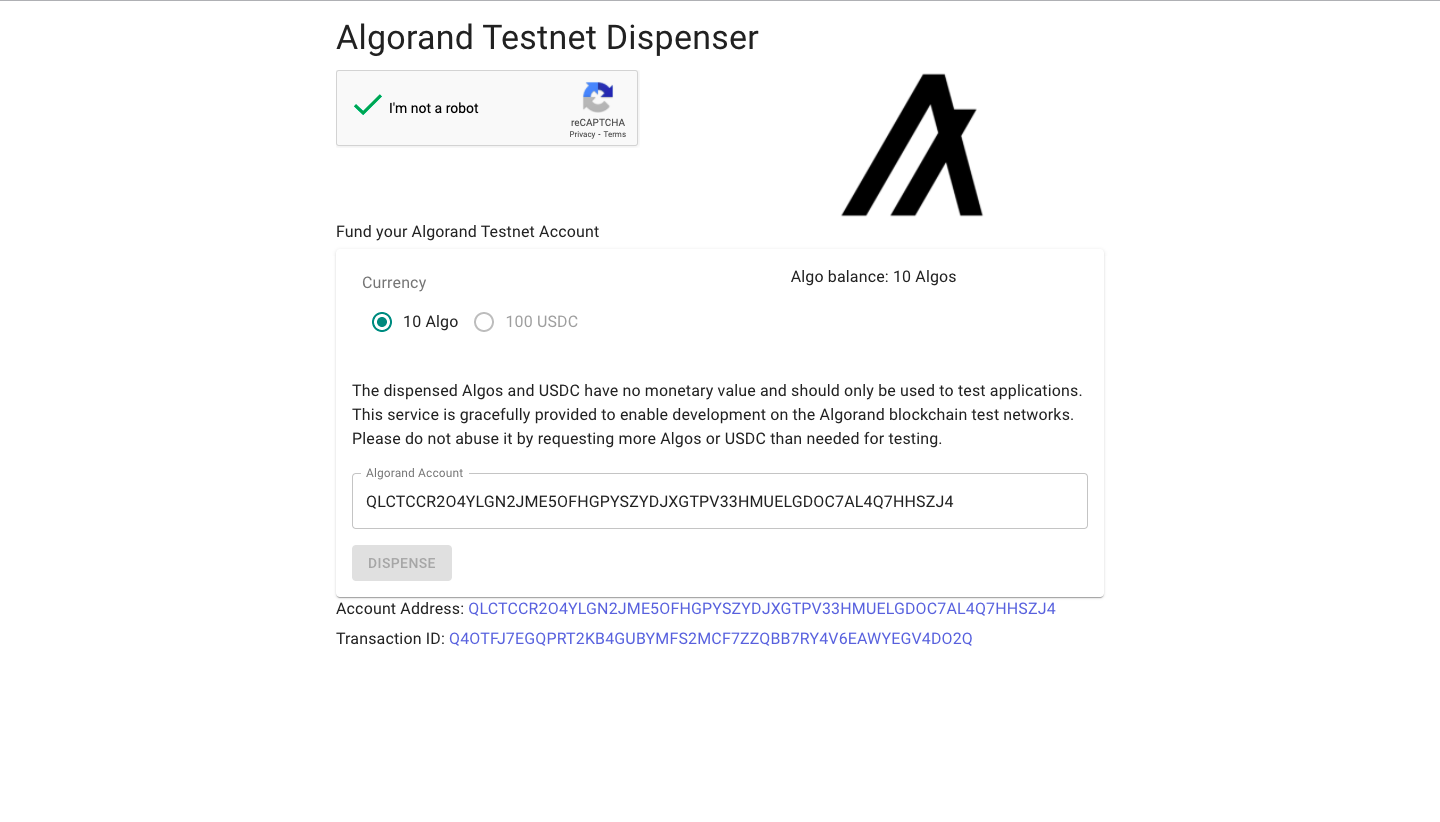 Algorand Testnet Dispenser
I'm not a robot
reCAPTCHA
Privacy - Terms
Fund your Algorand Testnet Account
Currency
Algo balance: 10 Algos
10 Algo
100 USDC
The dispensed Algos and USDC have no monetary value and should only be used to test applications.
This service is gracefully provided to enable development on the Algorand blockchain test networks.
Please do not abuse it by requesting more Algos or USDC than needed for testing.
Algorand Account
QLCTCCR2O4YLGN2JME5OFHGPYSZYDJXGTPV33HMUELGDOC7AL4Q7HHSZJ4
DISPENSE
Account Address: QLCTCCR2O4YLGN2JME5OFHGPYSZYDJXGTPV33HMUELGDOC7AL4Q7HHSZJ4
Transaction ID: Q4OTFJ7EGQPRT2KB4GUBYMFS2MCF7ZZQBB7RY4V6EAWYEGV4DO2Q